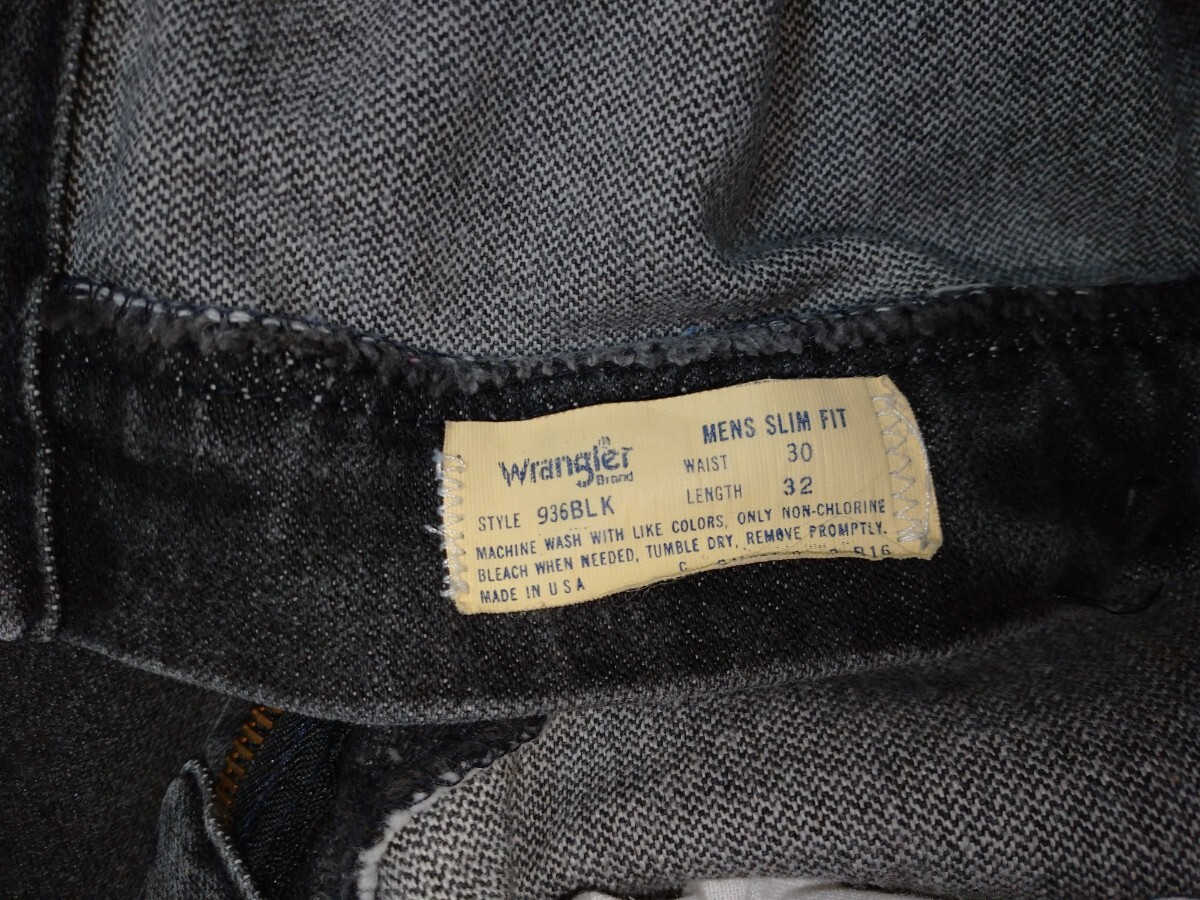 MENS SLIM FIT
Wrangler
Brand
WAIST 30
LENGTH 32
STYLE 936BLK
MACHINE WASH WITH LIKE COLORS, ONLY NON-CHLORINE
BLEACH WHEN NEEDED, TUMBLE DRY, REMOVE PROMPTLY.
MADE IN U S A